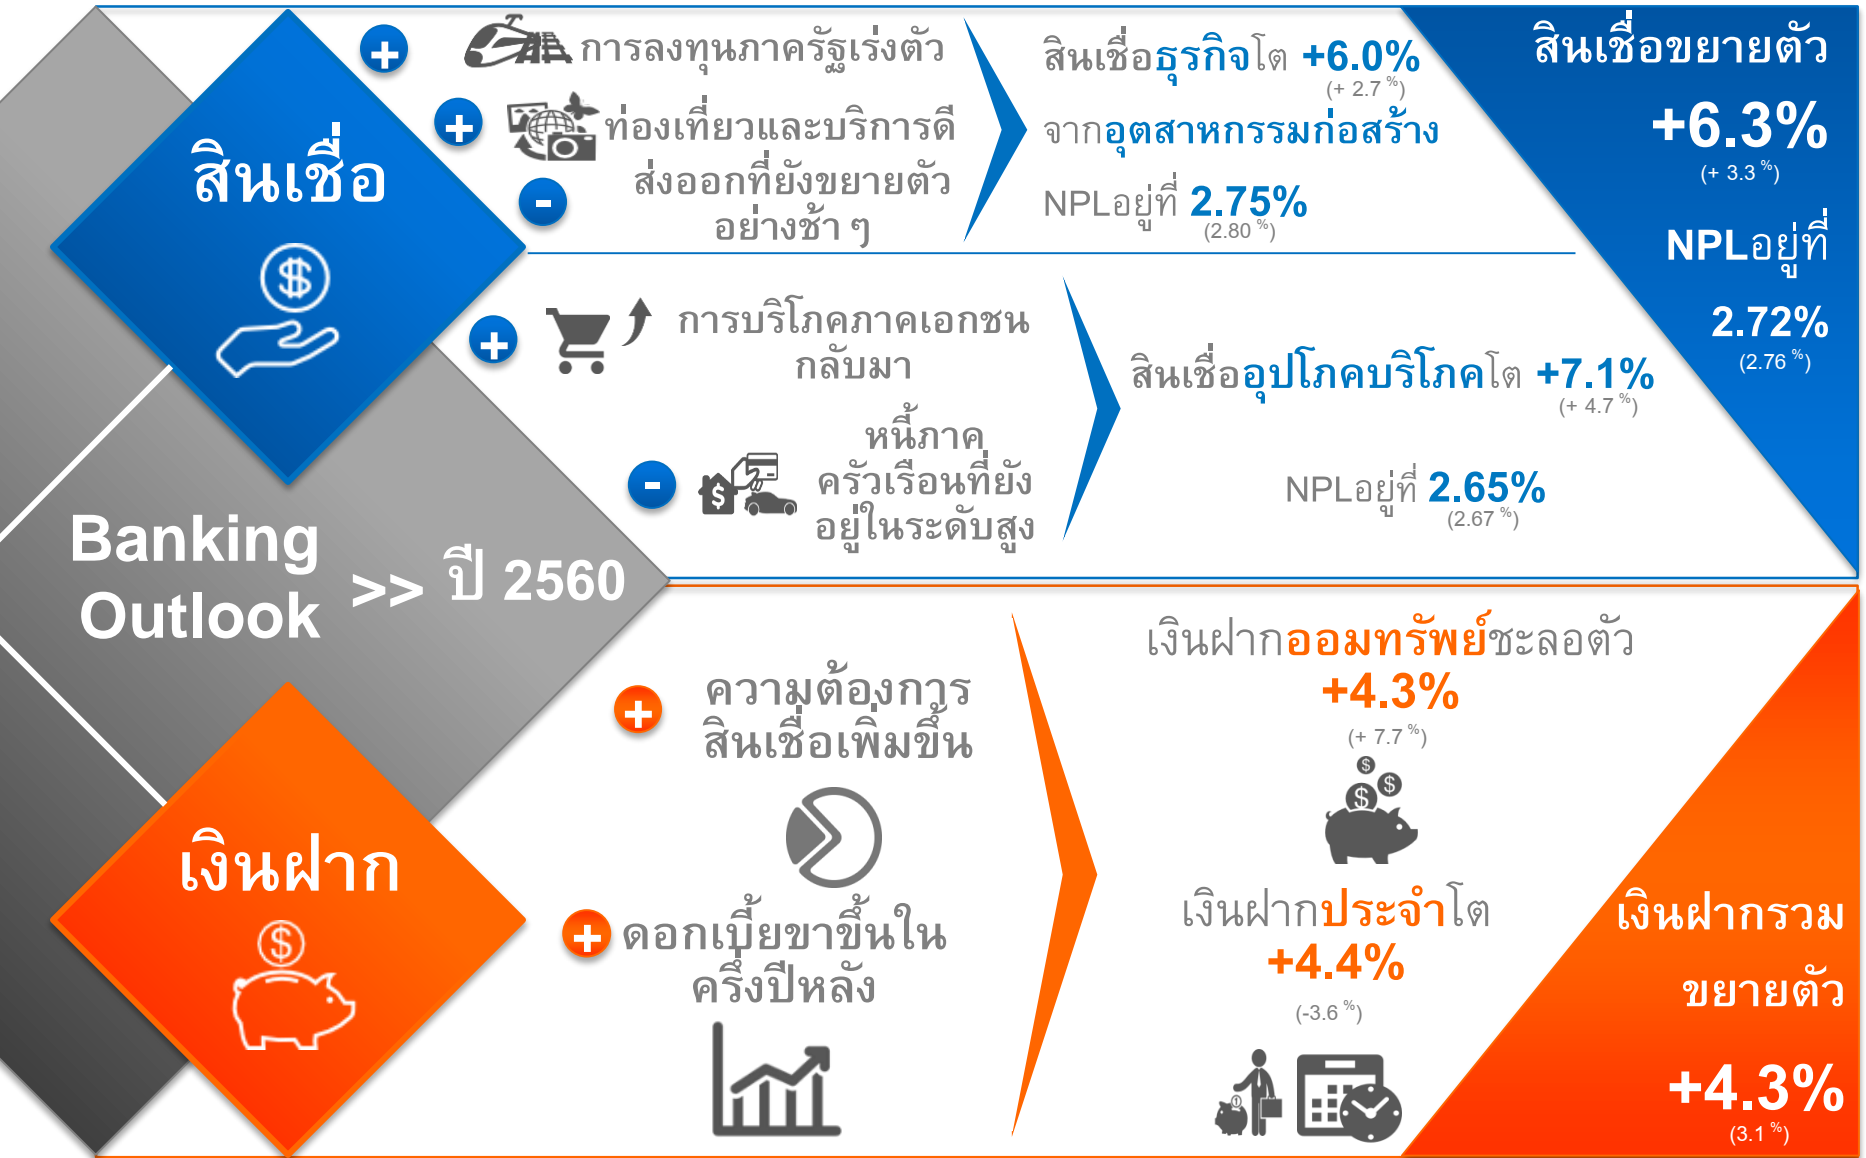 สินเชื่อ
+ การลงทุนภาครัฐเร่งตัว
+ ท่องเที่ยวและบริการดี
- ส่งออกที่ยังขยายตัว
อย่างช้า ๆ
สินเชื่อธุรกิจโต +6.0%
(+ 2.7 %)
จากอุตสาหกรรมก่อสร้าง
NPLอยู่ที่ 2.75%
(2.80 %)
+ การบริโภคภาคเอกชน
กลับมา
- หนี้ภาค
ครัวเรือนที่ยัง
อยู่ในระดับสูง
สินเชื่ออุปโภคบริโภคโต +7.1%
(+ 4.7 %)
NPLอยู่ที่ 2.65%
(2.67 %)
สินเชื่อขยายตัว
+6.3%
(+ 3.3 %)
NPLอยู่ที่
2.72%
(2.76 %)
Banking
Outlook >> ปี 2560
เงินฝาก
+ ความต้องการ
สินเชื่อเพิ่มขึ้น
+ ดอกเบี้ยขาขึ้นใน
ครึ่งปีหลัง
เงินฝากออมทรัพย์ชะลอตัว
+4.3%
(+ 7.7 %)
เงินฝากประจำโต
+4.4%
(-3.6 %)
เงินฝากรวม
ขยายตัว
+4.3%
(3.1 %)